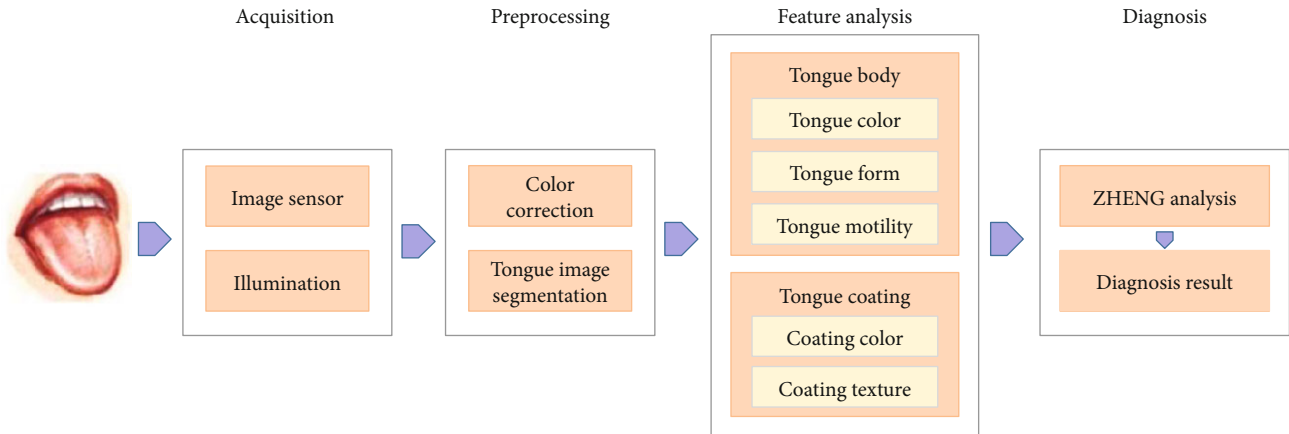 Acquisition
Preprocessing
Feature analysis
Diagnosis
Image sensor
Illumination
Color
correction
Tongue image
segmentation
Tongue body
Tongue color
Tongue form
Tongue motility
Tongue coating
Coating color
Coating texture
ZHENG analysis
Diagnosis result